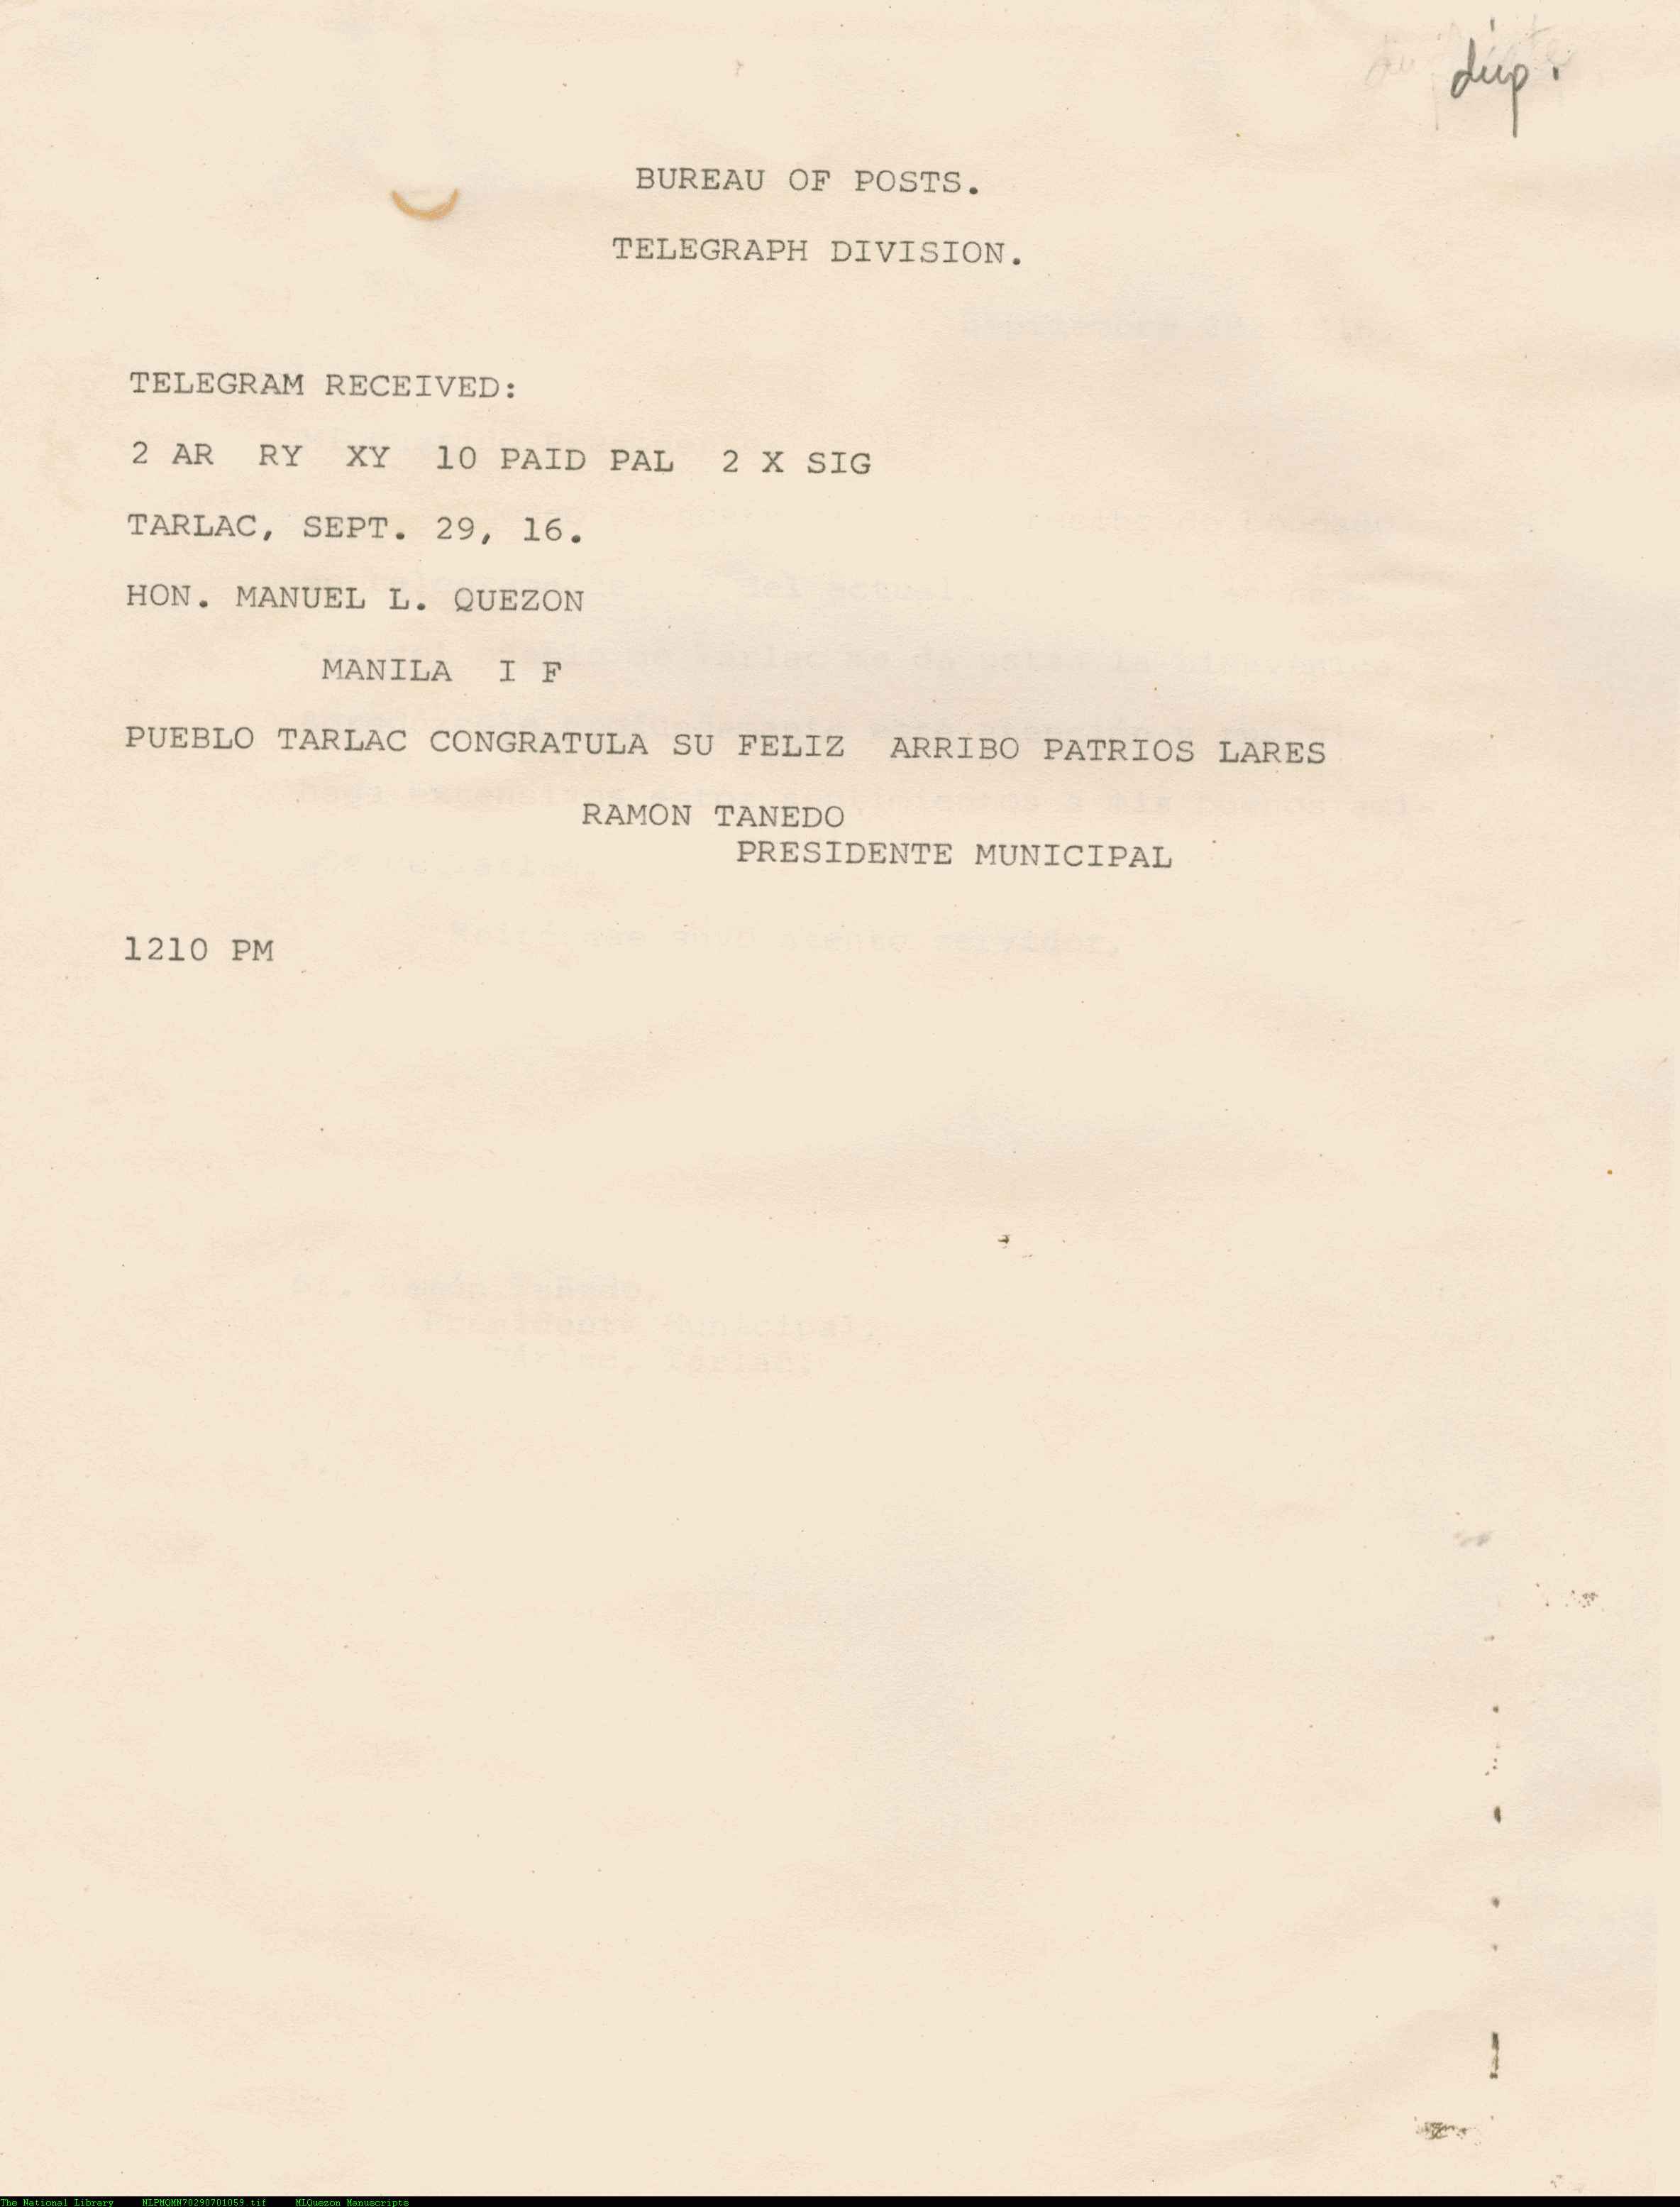 dup.
BUREAU OF POSTS.
TELEGRAPH DIVISION.
TELEGRAM RECEIVED:
2 AR RY XY 10 PAID PAL 2 X SIG
TARLAC, SEPT. 29, 16.
HON. MANUEL L. QUEZON
MANILA I F
PUEBLO TARLAC CONGRATULA SU FELIZ ARRIBO PATRIOS LARES
RAMON TANEDO
PRESIDENTE MUNICIPAL
1210 PM
The National Library NLPMQMN70290701059.tif MLQuezon Manuscripts